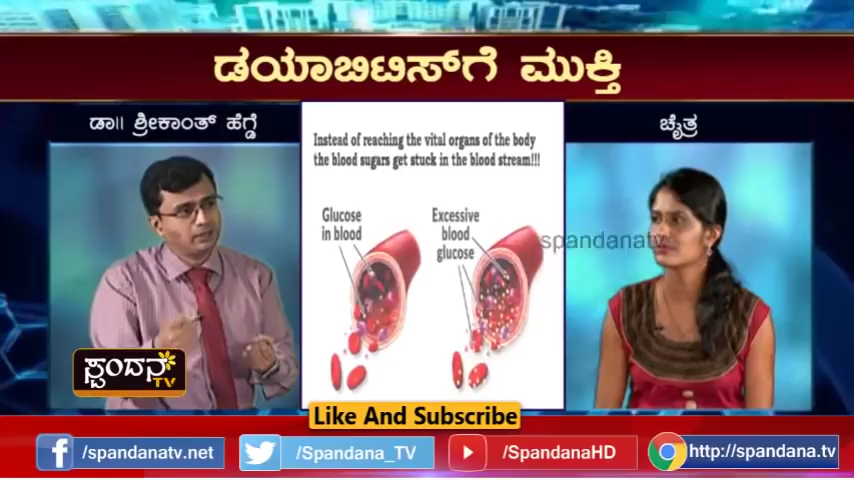 ಡಯಾಬಿಟಿಸ್‌ಗೆ ಮುಕ್ತಿ
ಡಾ|| ಶ್ರೀಕಾಂತ್ ಹೆಗ್ಡೆ
ಚೈತ್ರ
Instead of reaching the vital organs of the body
the blood sugars get stuck in the blood stream!!!
Glucose
in blood
Excessive
blood
glucose
spandanatv
ಸ್ಪಂದನ
TV
Like And Subscribe
/spandanatv.net
/Spandana_TV
/SpandanaHD
http://spandana.tv